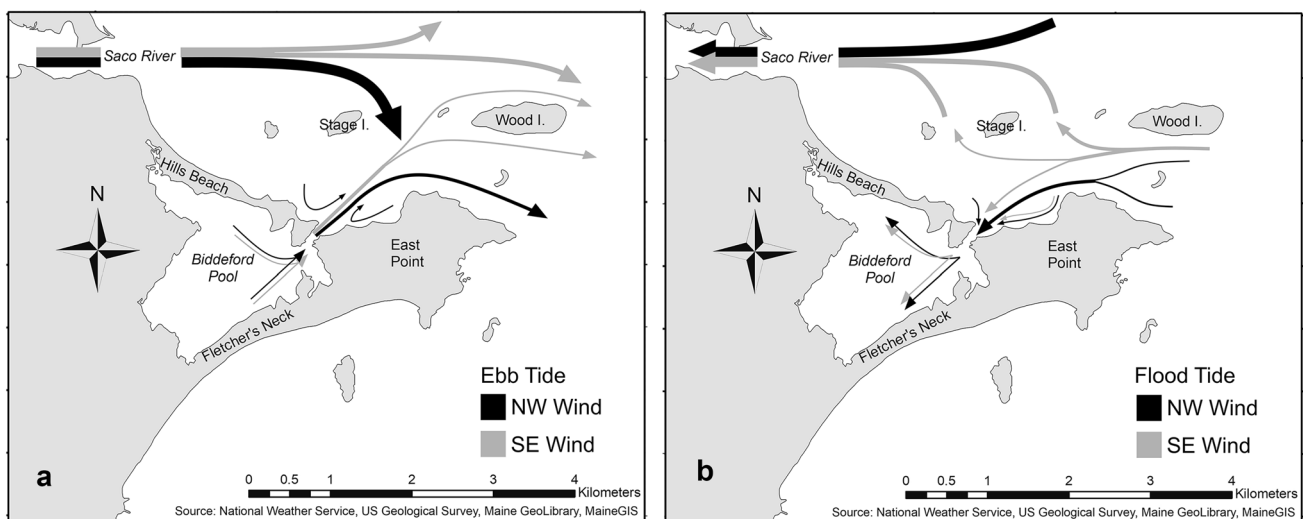 Saco River
Stage I.
Wood I.
Hills Beach
N
East
Point
Biddeford
Pool
Fletcher's Neck
Ebb Tide
NW Wind
SE Wind
a
0 0.5 1 2 3 4
Kilometers
Source: National Weather Service, US Geological Survey, Maine GeoLibrary, MaineGIS
Saco River
Stage I.
Wood I.
Hills Beach
N
East
Point
Biddeford
Pool
Fletcher's Neck
Flood Tide
NW Wind
SE Wind
b
0 0.5 1 2 3 4
Kilometers
Source: National Weather Service, US Geological Survey, Maine GeoLibrary, MaineGIS